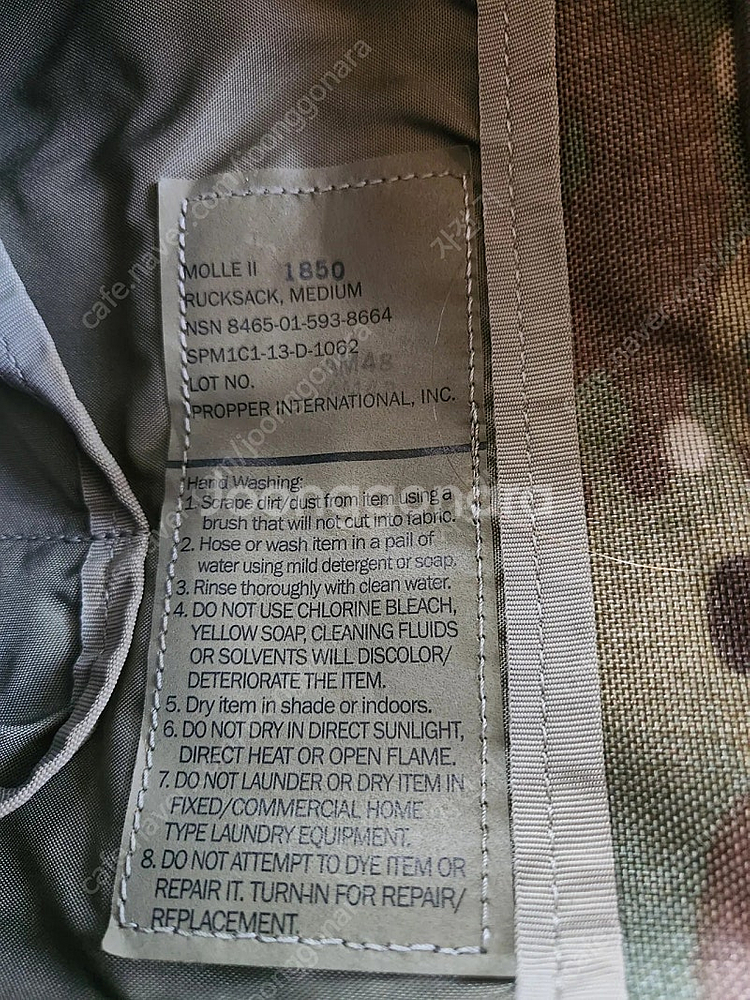 MOLLE II 1850
RUCKSACK, MEDIUM
NSN 8465-01-593-8664
SPM1C1-13-D-1062
LOT NO.
PROPPER INTERNATIONAL, INC.
Hand Washing:
1. Scrape dirt/dust from item using a
brush that will not cut into fabric.
2. Hose or wash item in a pail of
water using mild detergent or soap.
3. Rinse thoroughly with clean water.
4. DO NOT USE CHLORINE BLEACH,
YELLOW SOAP, CLEANING FLUIDS
OR SOLVENTS WILL DISCOLOR/
DETERIORATE THE ITEM.
5. Dry item in shade or indoors.
6. DO NOT DRY IN DIRECT SUNLIGHT,
DIRECT HEAT OR OPEN FLAME.
7. DO NOT LAUNDER OR DRY ITEM IN
FIXED/COMMERCIAL HOME
TYPE LAUNDRY EQUIPMENT.
8. DO NOT ATTEMPT TO DYE ITEM OR
REPAIR IT. TURN-IN FOR REPAIR/
REPLACEMENT.
cafe.naver.com/joonggonara
joonggonara